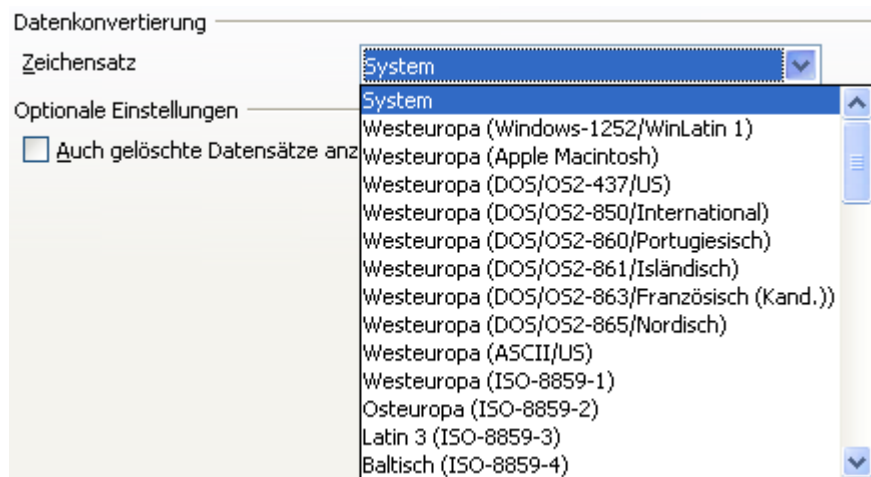 Datenkonvertierung
Zeichensatz
System
Optionale Einstellungen
Auch gelöschte Datensätze anz
System
Westeuropa (Windows-1252/WinLatin 1)
Westeuropa (Apple Macintosh)
Westeuropa (DOS/OS2-437/US)
Westeuropa (DOS/OS2-850/International)
Westeuropa (DOS/OS2-860/Portugiesisch)
Westeuropa (DOS/OS2-861/Isländisch)
Westeuropa (DOS/OS2-863/Französisch (Kand.))
Westeuropa (DOS/OS2-865/Nordisch)
Westeuropa (ASCII/US)
Westeuropa (ISO-8859-1)
Osteuropa (ISO-8859-2)
Latin 3 (ISO-8859-3)
Baltisch (ISO-8859-4)